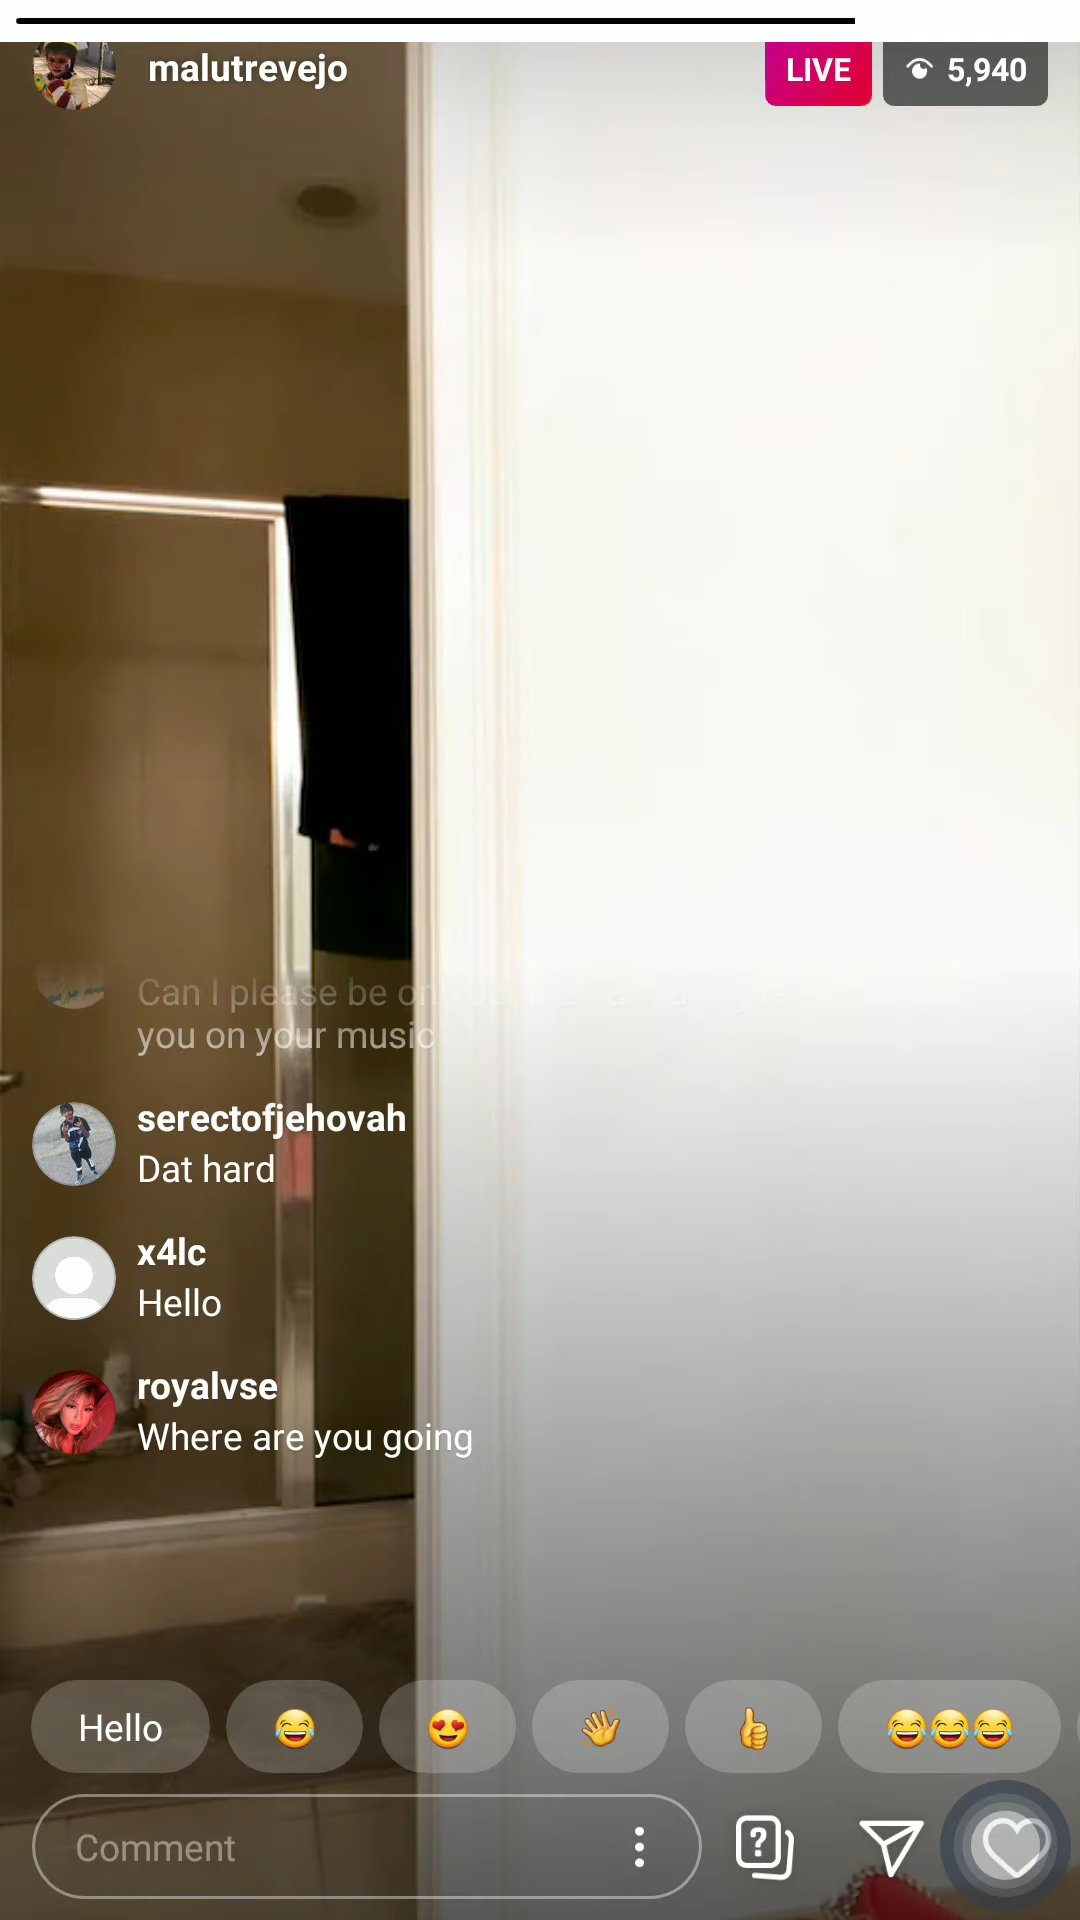 malutrevejo
LIVE
5,940
Can I please be on
you on your music
serectofjehovah
Dat hard
x4lc
Hello
royalvse
Where are you going
Hello
Comment